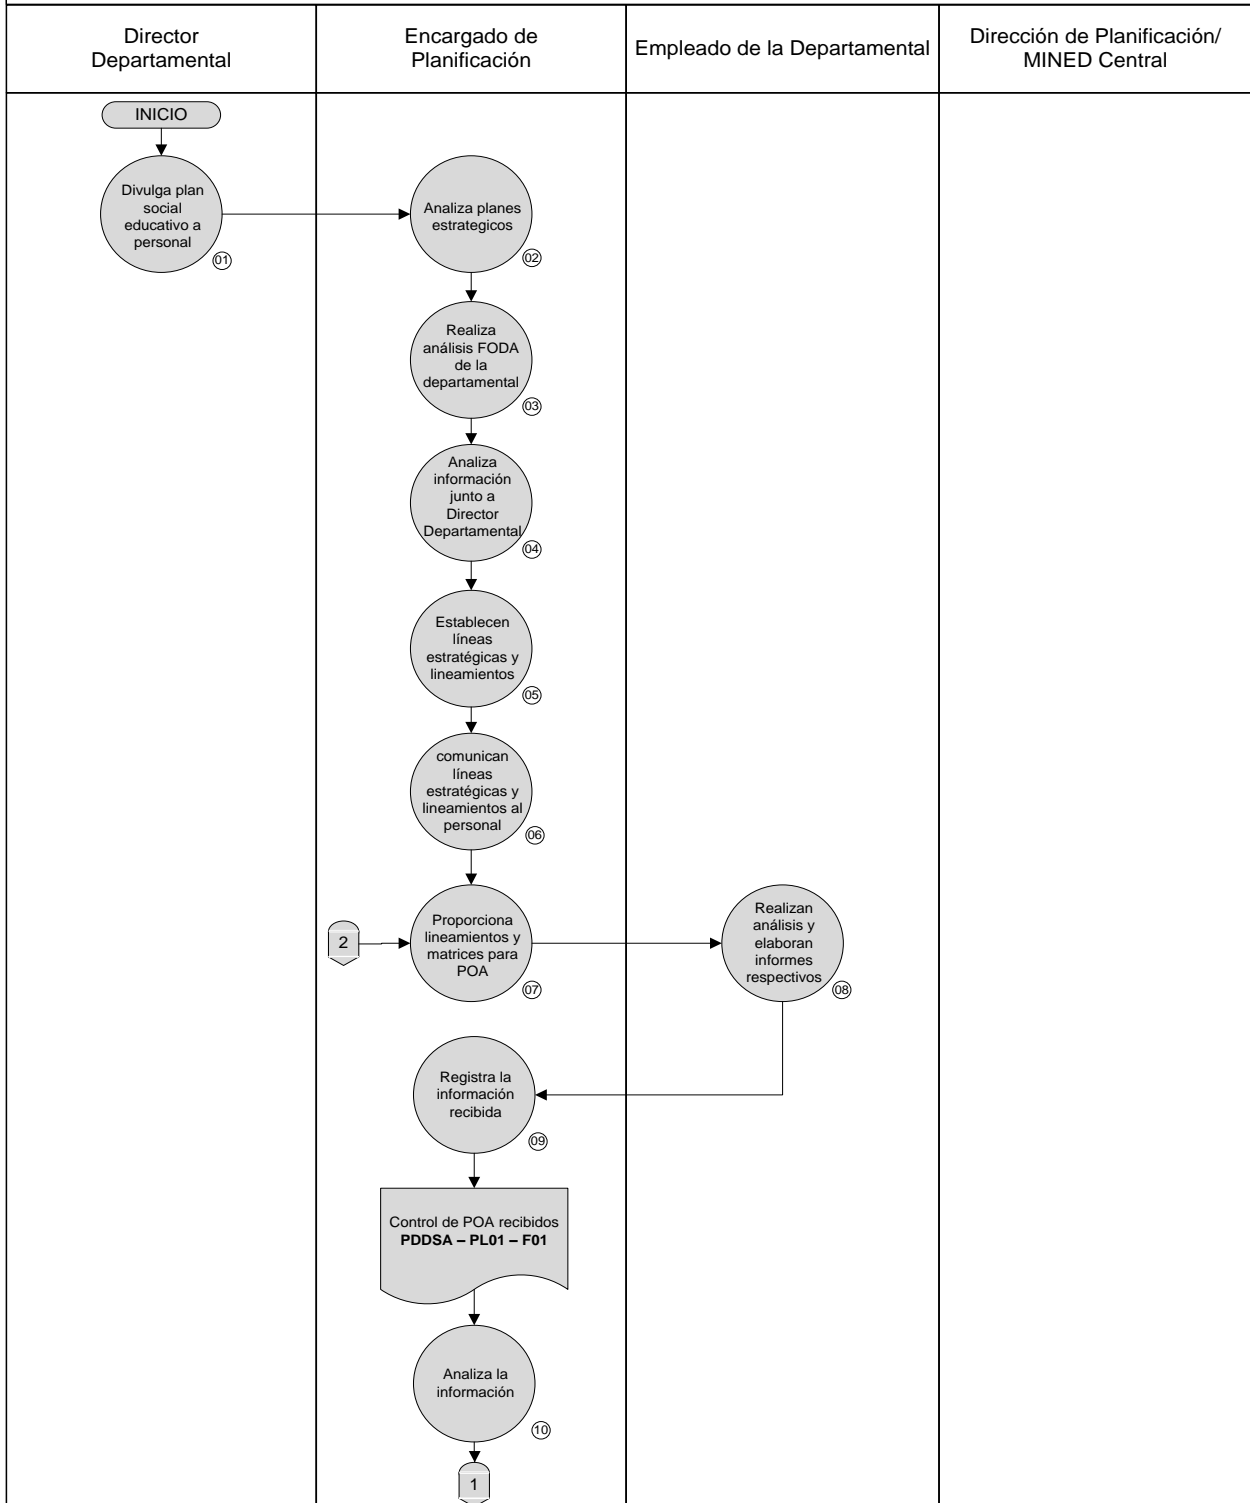 Director
Departamental
Encargado de
Planificación
Empleado de la Departamental
Dirección de Planificación/
MINED Central
INICIO
Divulga plan
social
educativo a
personal
01
Analiza planes
estrategicos
02
Realiza
análisis FODA
de la
departamental
03
Analiza
información
junto a
Director
Departamental
04
Establecen
líneas
estratégicas y
lineamientos
05
comunican
líneas
estratégicas y
lineamientos al
personal
06
2
Proporciona
lineamientos y
matrices para
POA
07
Realizan
análisis y
elaboran
informes
respectivos
08
Registra la
información
recibida
09
Control de POA recibidos
PDDSA – PL01 – F01
Analiza la
información
10
1